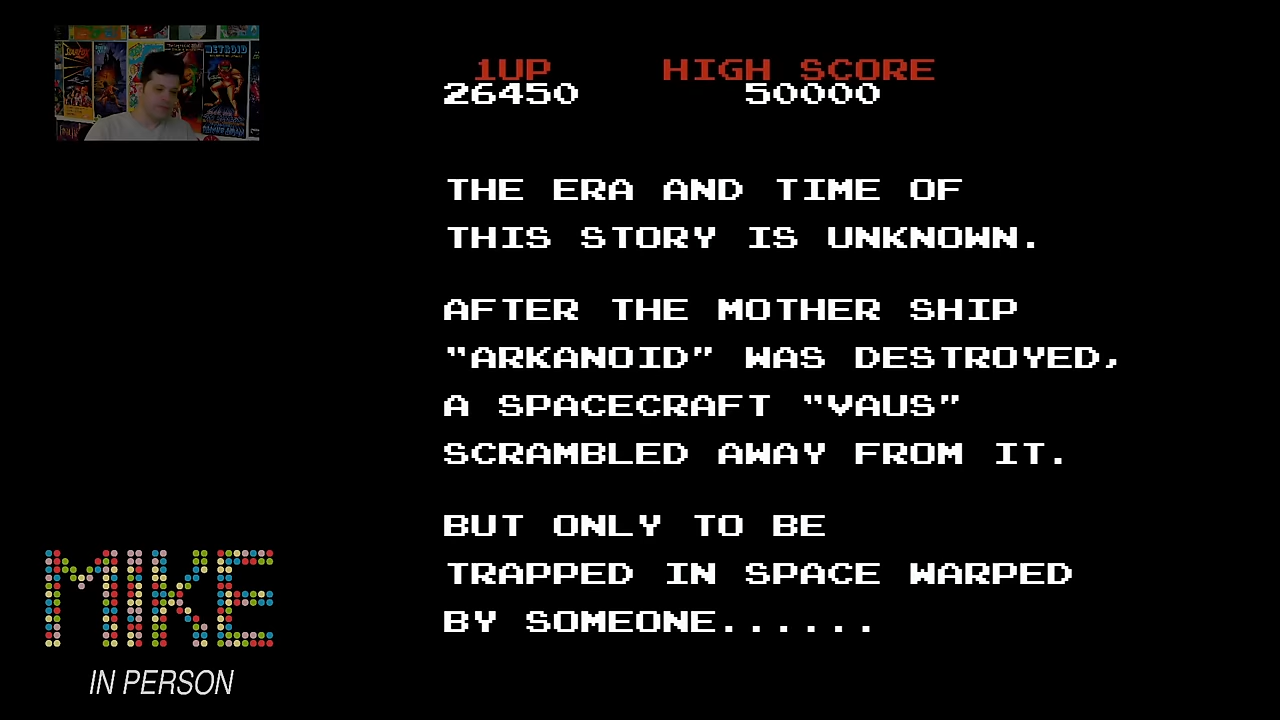 1UP HIGH SCORE
26450 50000
THE ERA AND TIME OF
THIS STORY IS UNKNOWN.
AFTER THE MOTHER SHIP
"ARKANOID" WAS DESTROYED,
A SPACECRAFT "VAUS"
SCRAMBLED AWAY FROM IT.
BUT ONLY TO BE
TRAPPED IN SPACE WARPED
BY SOMEONE......
METROID
MIKE
IN PERSON